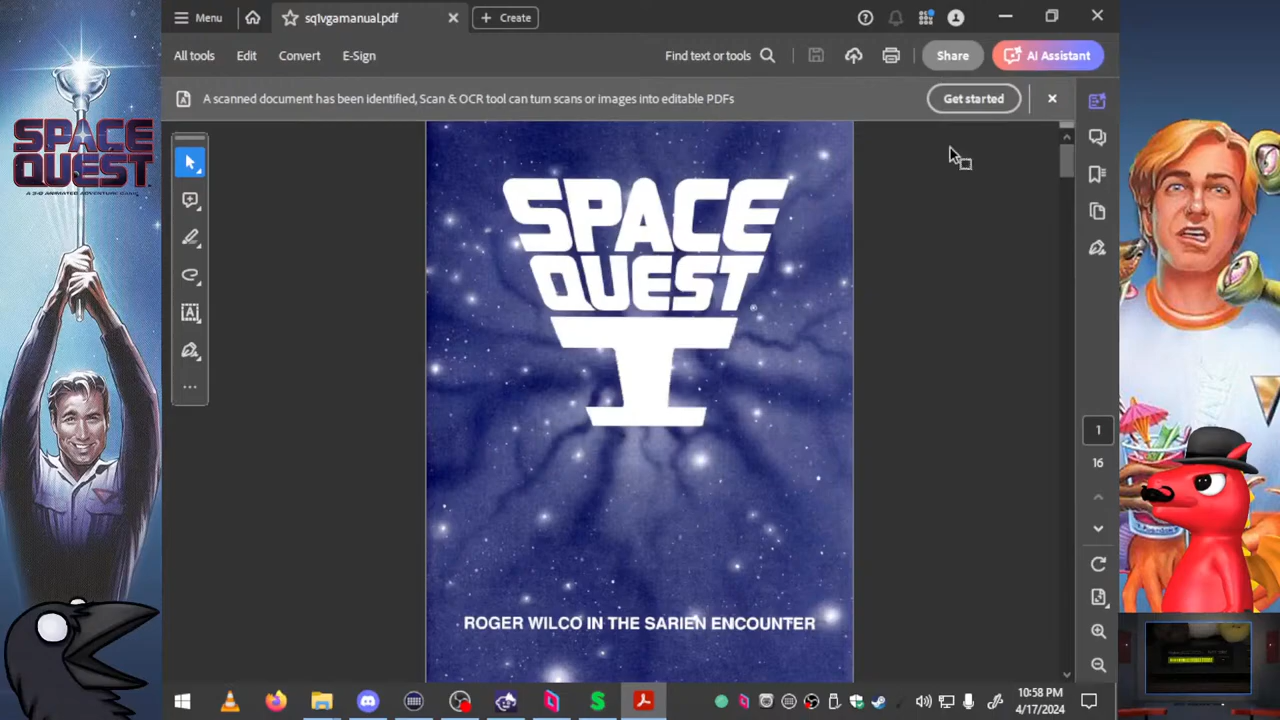 Menu
sq1vgamanual.pdf
Create
All tools
Edit
Convert
E-Sign
Find text or tools
Share
AI Assistant
A scanned document has been identified, Scan & OCR tool can turn scans or images into editable PDFs
Get started
SPACE
QUEST
A 3-D ANIMATED ADVENTURE GAME
SPACE
QUEST®
I
ROGER WILCO IN THE SARIEN ENCOUNTER
1
16
10:58 PM
4/17/2024